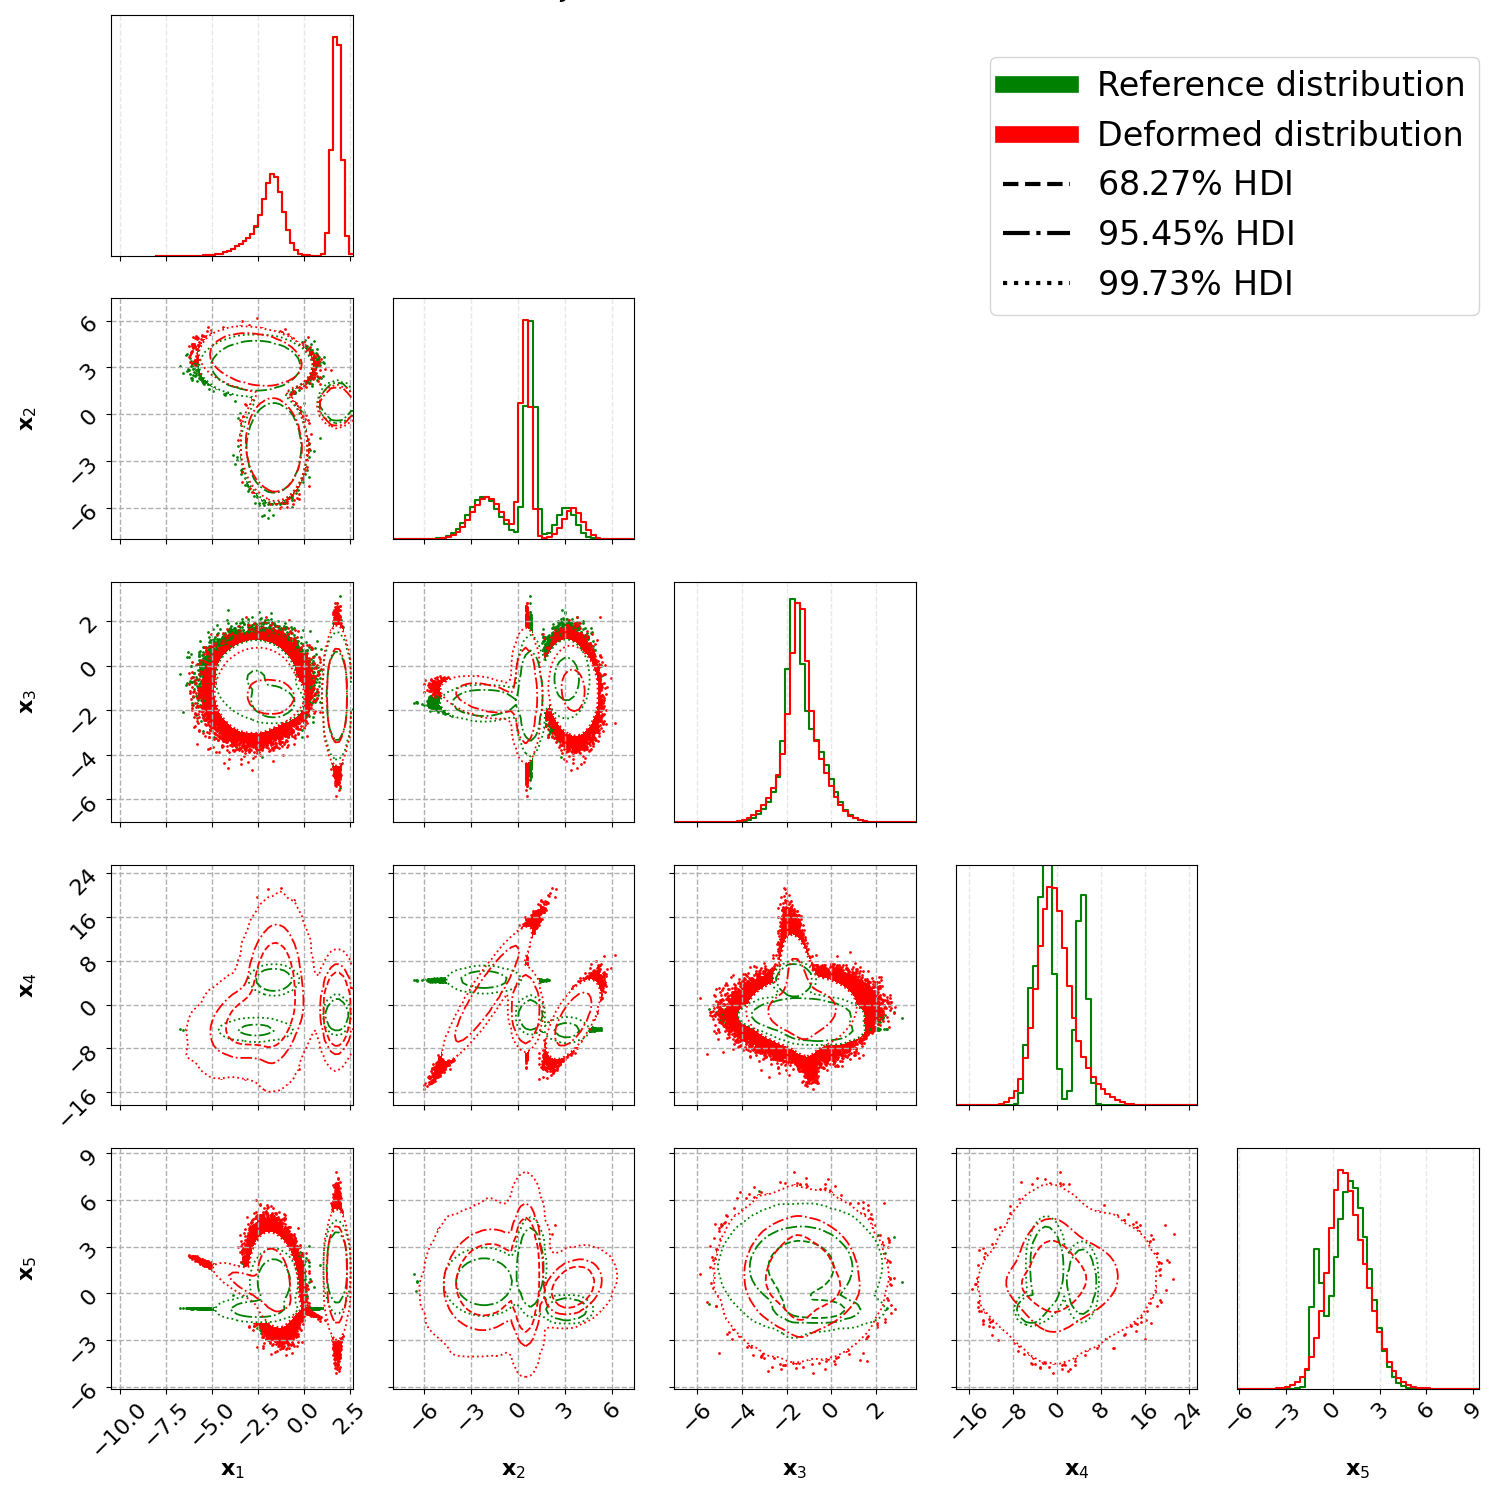 Reference distribution
Deformed distribution
68.27% HDI
95.45% HDI
99.73% HDI
6
3
0
−3
−6
x₂
2
0
−2
−4
−6
x₃
24
16
8
0
−8
−16
x₄
9
6
3
0
−3
−6
x₅
−10.0 −7.5 −5.0 −2.5 0.0 2.5 −6 −3 0 3 6 −6 −4 −2 0 2 −16 −8 0 8 16 24 −6 −3 0 3 6 9
x₁ x₂ x₃ x₄ x₅